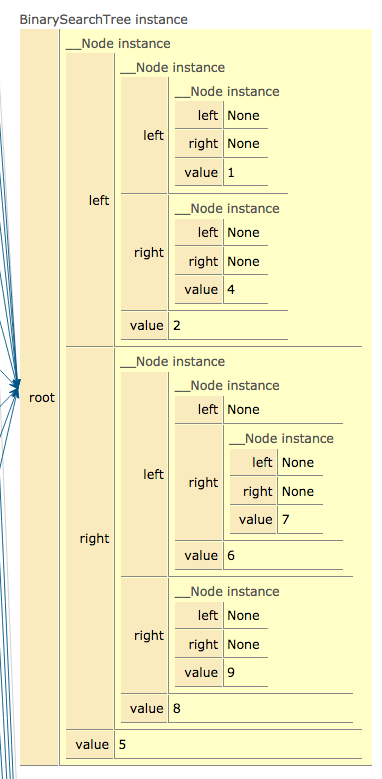 BinarySearchTree instance
__Node instance
__Node instance
__Node instance
left None
right None
value 1
left
__Node instance
left None
right None
value 4
right
value 2
left
__Node instance
__Node instance
left None
__Node instance
left None
right None
value 7
right
value 6
left
__Node instance
left None
right None
value 9
right
value 8
right
value 5
root